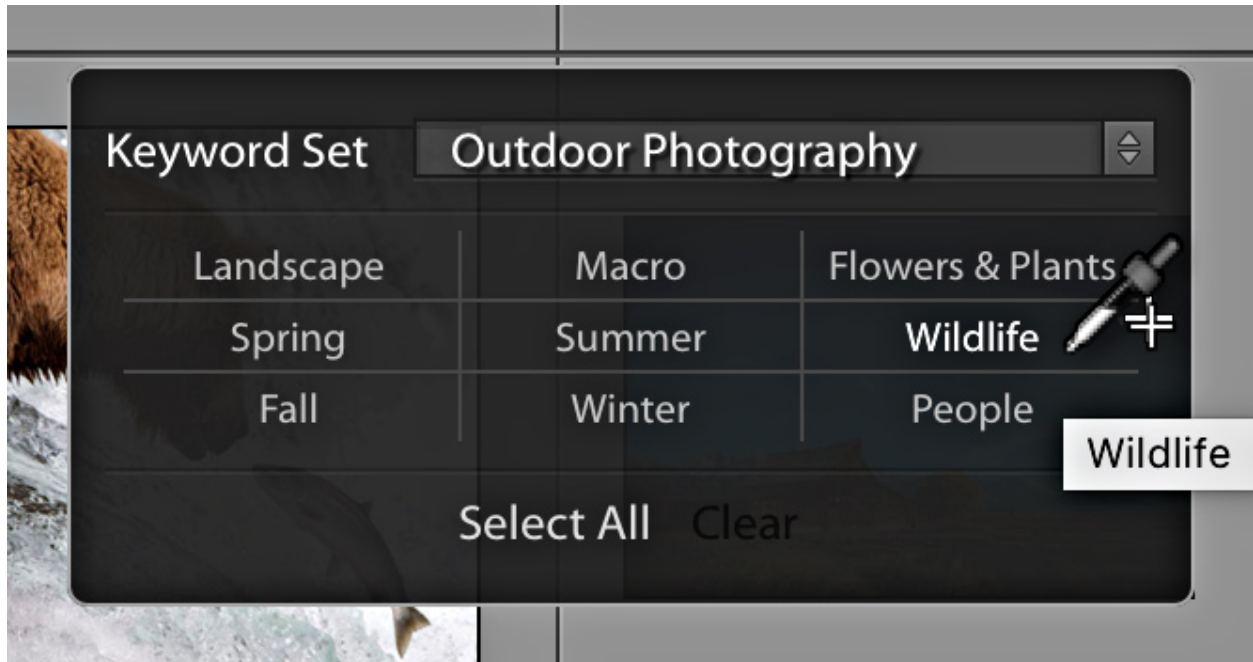 Keyword Set Outdoor Photography
Landscape Macro Flowers & Plants
Spring Summer Wildlife
Fall Winter People
Wildlife
Select All Clear